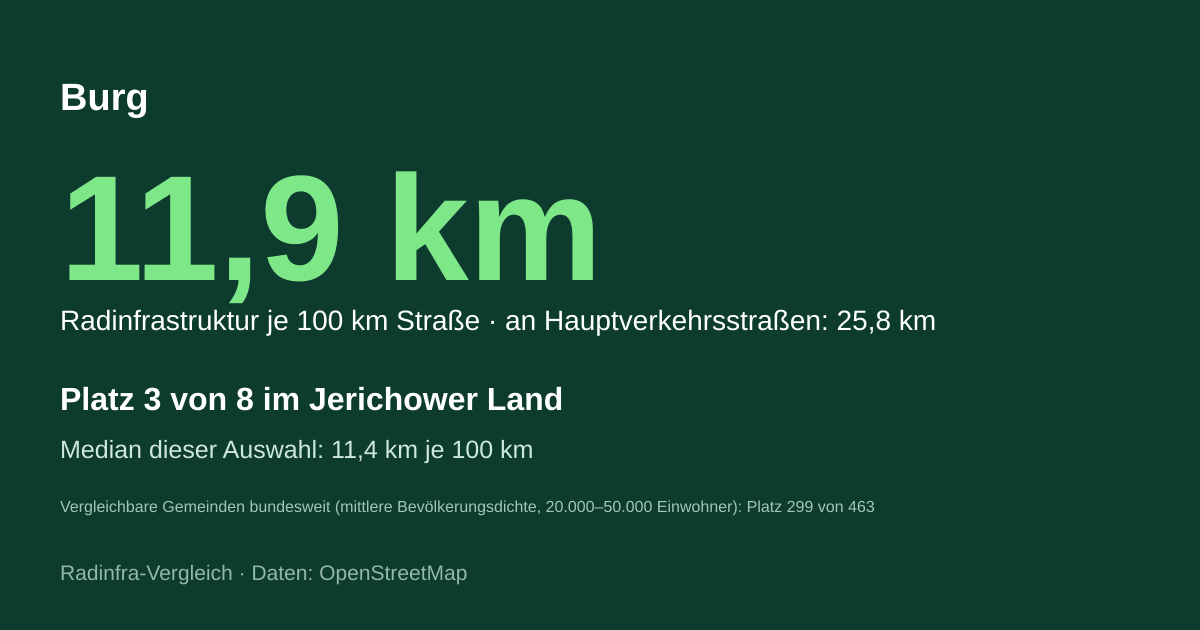 Burg
11,9 km
Radinfrastruktur je 100 km Straße · an Hauptverkehrsstraßen: 25,8 km
Platz 3 von 8 im Jerichower Land
Median dieser Auswahl: 11,4 km je 100 km
Vergleichbare Gemeinden bundesweit (mittlere Bevölkerungsdichte, 20.000–50.000 Einwohner): Platz 299 von 463
Radinfra-Vergleich · Daten: OpenStreetMap